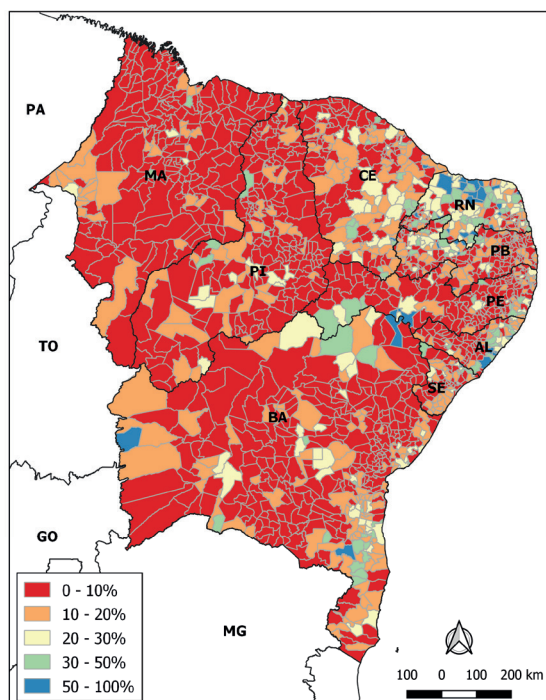 PA
MA
CE
RN
PB
PI
PE
TO
AL
SE
BA
GO
0 - 10%
10 - 20%
20 - 30%
30 - 50%
50 - 100%
MG
100 0 100 200 km